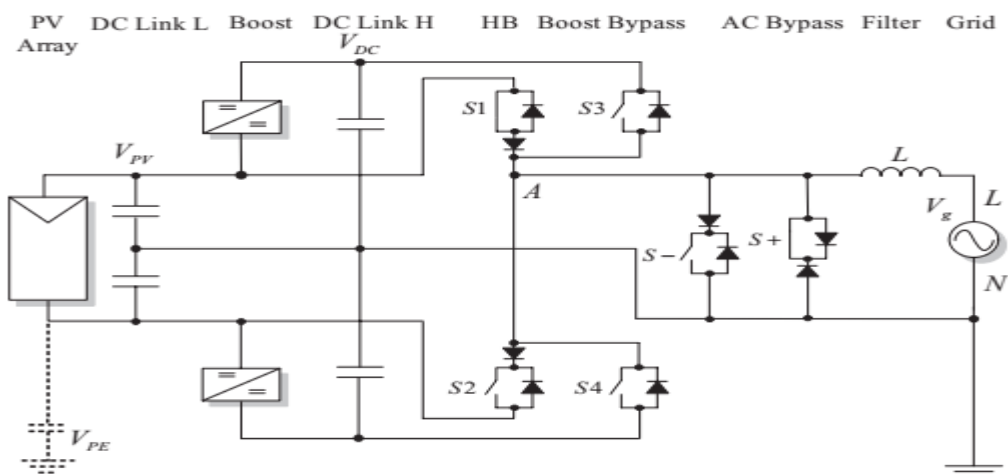 PV Array DC Link L Boost DC Link H HB Boost Bypass AC Bypass Filter Grid
V_DC
S1 S3
V_PV
A
L
L
V_g
S− S+
N
S2 S4
V_PE